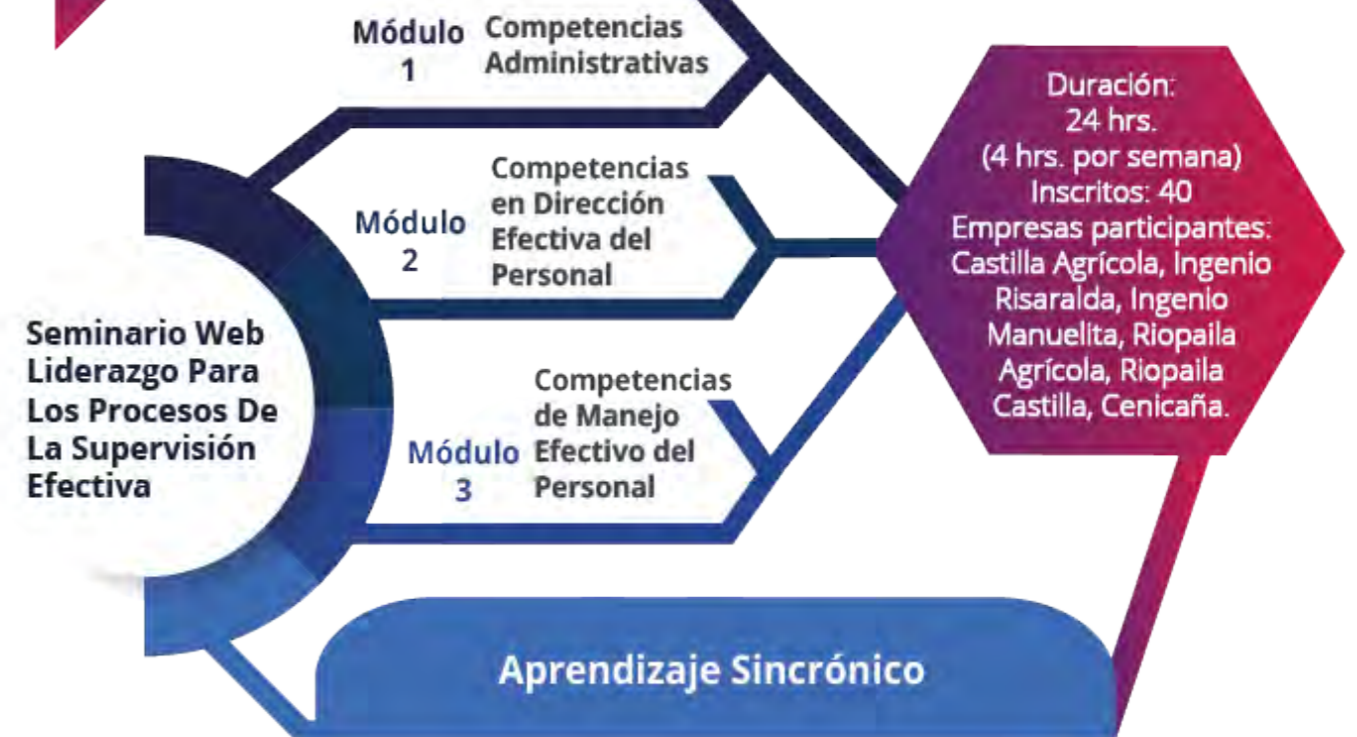 Módulo
1
Competencias
Administrativas
Módulo
2
Competencias
en Dirección
Efectiva del
Personal
Seminario Web
Liderazgo Para
Los Procesos De
La Supervisión
Efectiva
Módulo
3
Competencias
de Manejo
Efectivo del
Personal
Duración:
24 hrs.
(4 hrs. por semana)
Inscritos: 40
Empresas participantes:
Castilla Agrícola, Ingenio
Risaralda, Ingenio
Manuelita, Riopaila
Agrícola, Riopaila
Castilla, Cenicaña.
Aprendizaje Sincrónico